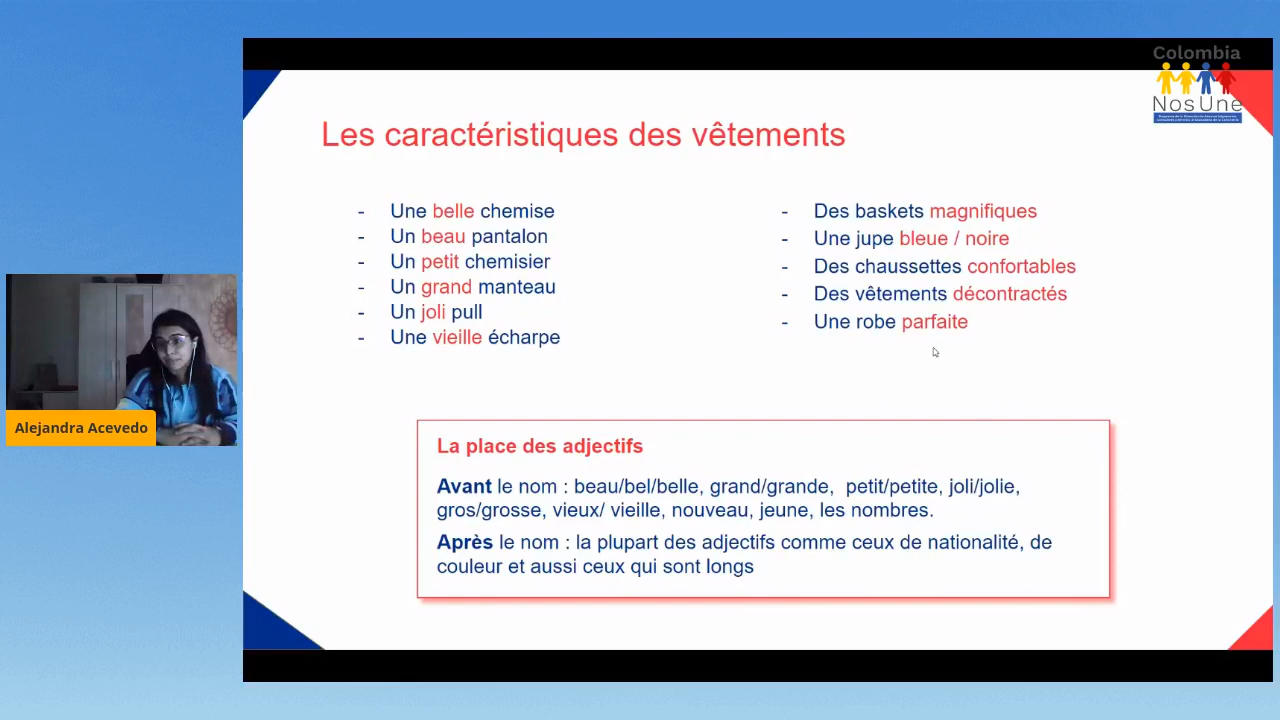 Colombia
NosUne
Les caractéristiques des vêtements
- Une belle chemise
- Un beau pantalon
- Un petit chemisier
- Un grand manteau
- Un joli pull
- Une vieille écharpe
- Des baskets magnifiques
- Une jupe bleue / noire
- Des chaussettes confortables
- Des vêtements décontractés
- Une robe parfaite
Alejandra Acevedo
La place des adjectifs
Avant le nom : beau/bel/belle, grand/grande, petit/petite, joli/jolie,
gros/grosse, vieux/ vieille, nouveau, jeune, les nombres.
Après le nom : la plupart des adjectifs comme ceux de nationalité, de
couleur et aussi ceux qui sont longs